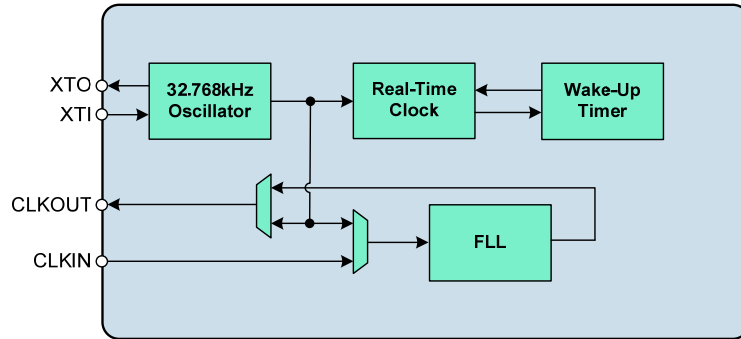 XTO
XTI
32.768kHz
Oscillator
Real-Time
Clock
Wake-Up
Timer
CLKOUT
CLKIN
FLL